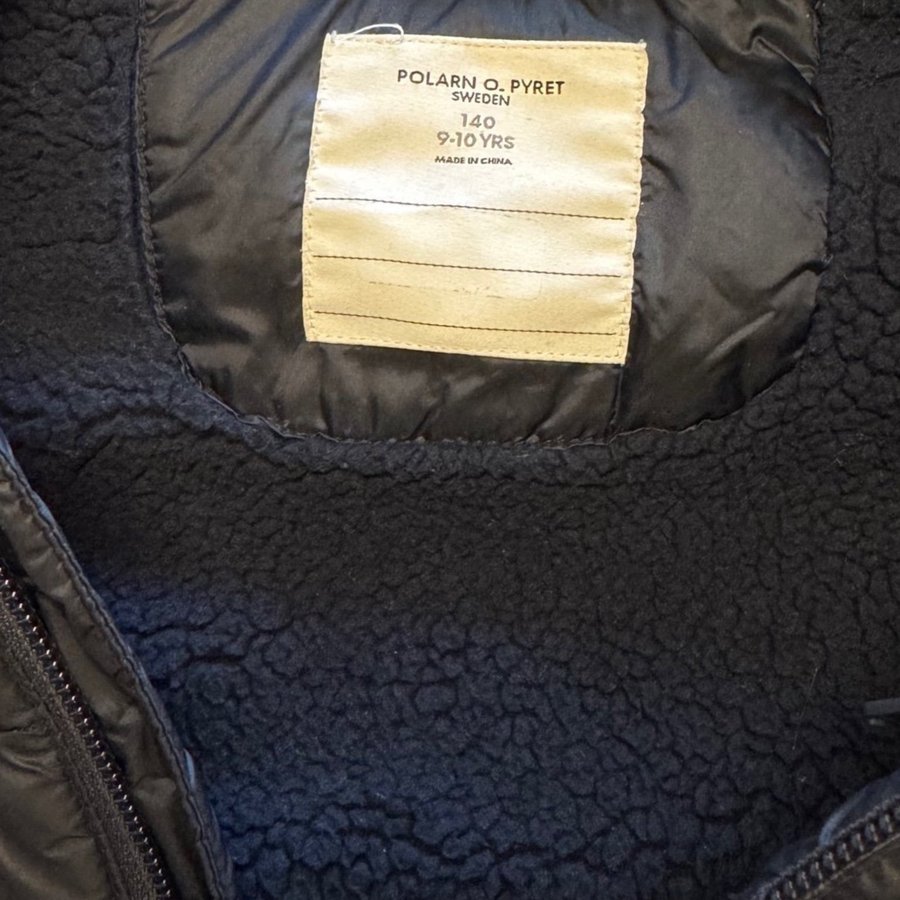 POLARN O. PYRET
SWEDEN
140
9-10 YRS
MADE IN CHINA